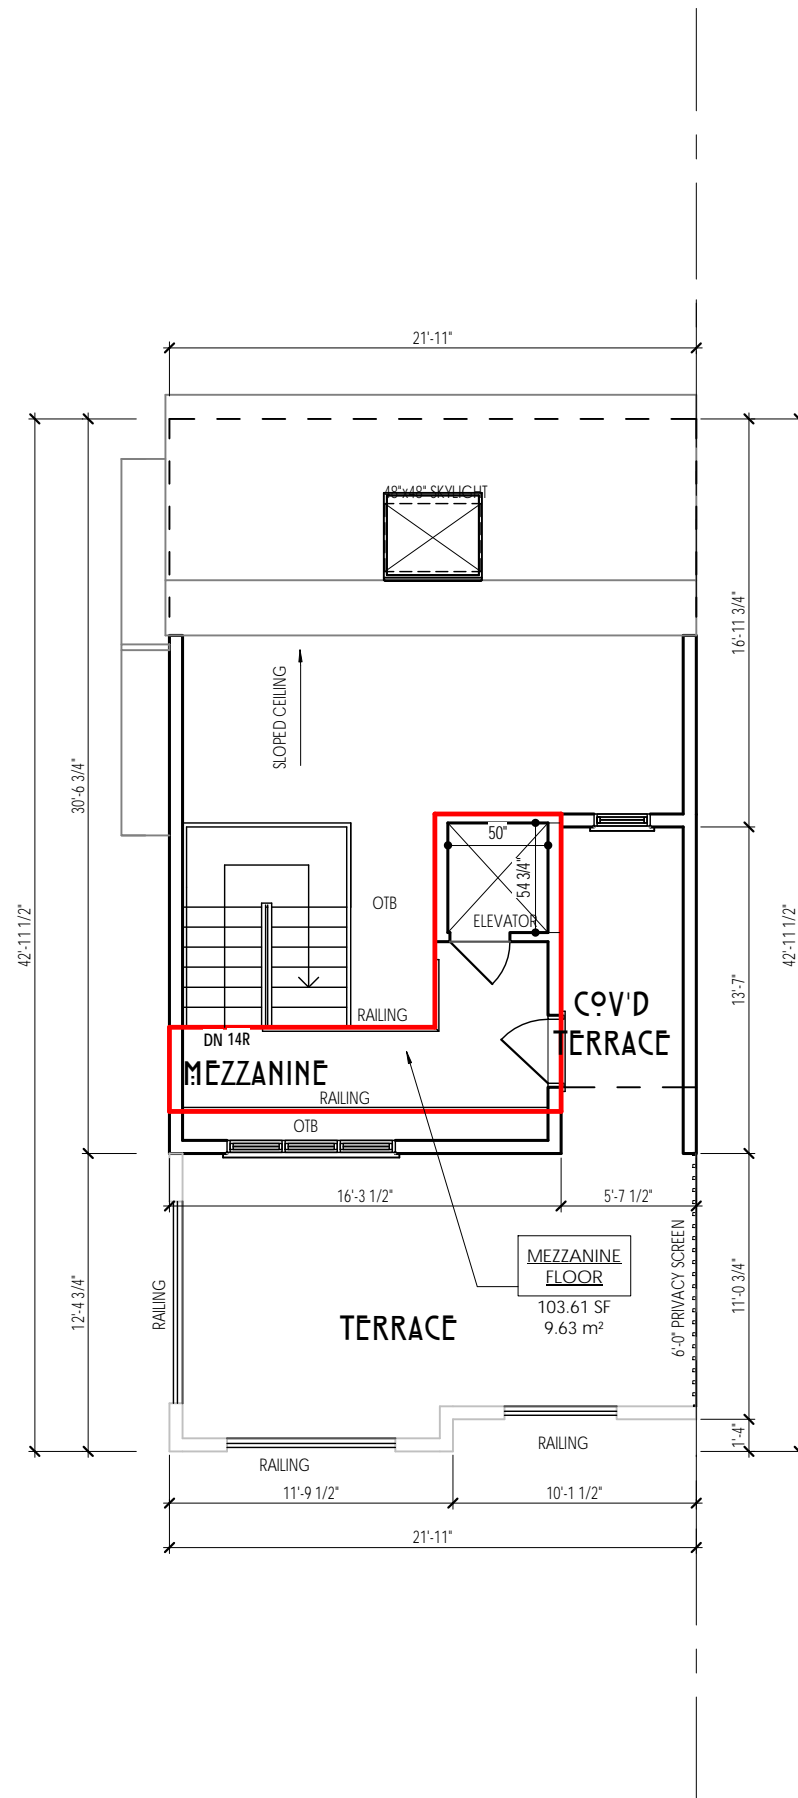 21'-11"
48"x48" SKYLIGHT
16'-11 3/4"
SLOPED CEILING
30'-6 3/4"
50"
54 3/4"
OTB
ELEVATOR
42'-11 1/2"
42'-11 1/2"
13'-7"
COV'D
TERRACE
RAILING
DN 14R
MEZZANINE
RAILING
OTB
16'-3 1/2"
5'-7 1/2"
MEZZANINE
FLOOR
103.61 SF
9.63 m²
6'-0" PRIVACY SCREEN
11'-0 3/4"
12'-4 3/4"
RAILING
TERRACE
1'-4"
RAILING
RAILING
11'-9 1/2"
10'-1 1/2"
21'-11"